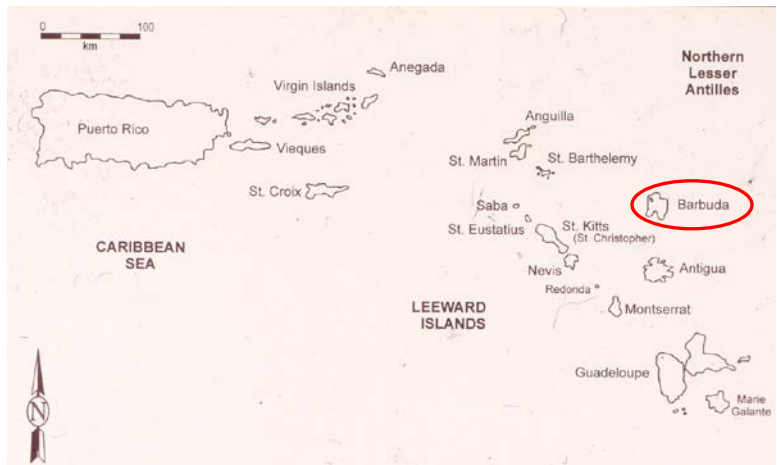 0 100
km
Anegada
Northern
Lesser
Antilles
Virgin Islands
Puerto Rico
Anguilla
Vieques
St. Martin
St. Barthelemy
St. Croix
Saba
Barbuda
St. Eustatius
St. Kitts
(St. Christopher)
CARIBBEAN
SEA
Nevis
Antigua
Redonda
LEEWARD
ISLANDS
Montserrat
Guadeloupe
Marie
Galante
N